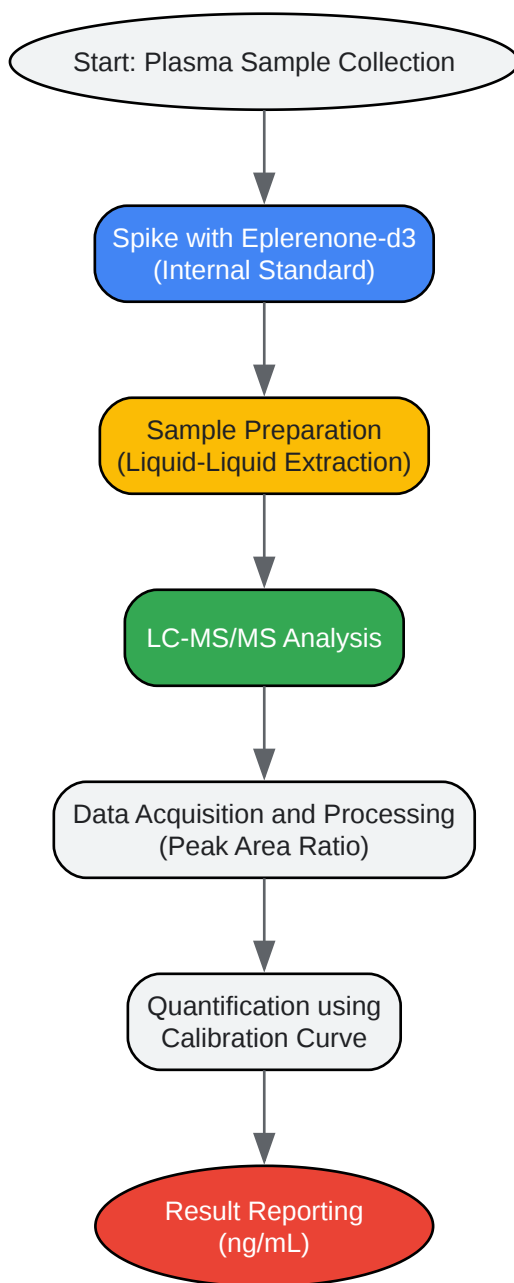 Start: Plasma Sample Collection
Spike with Eplerenone-d3
(Internal Standard)
Sample Preparation
(Liquid-Liquid Extraction)
LC-MS/MS Analysis
Data Acquisition and Processing
(Peak Area Ratio)
Quantification using
Calibration Curve
Result Reporting
(ng/mL)